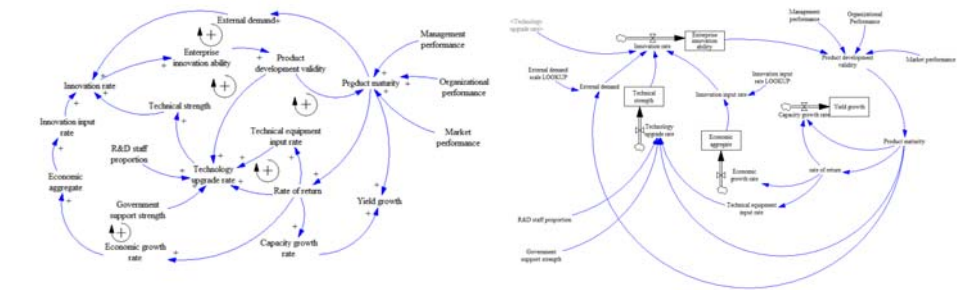 External demand
Management
performance
Enterprise
innovation ability
Product
development validity
Innovation rate
Product maturity
Organizational
performance
Technical strength
Innovation input
rate
Technical equipment
input rate
Market
performance
R&D staff
proportion
Technology
upgrade rate
Economic
aggregate
Rate of return
Yield growth
Government
support strength
Economic growth
rate
Capacity growth
rate
<Technology
upgrade rate>
Management
performance
Organizational
Performance
Innovation rate
Enterprise
innovation ability
Product development
validity
Market performance
External demand
scale LOOKUP
External demand
Technical
strength
Innovation input
rate LOOKUP
Innovation input rate
Yield growth
Capacity growth rate
Technology
upgrade rate
Economic
aggregate
Product maturity
Economic
growth rate
rate of return
Technical equipment
input rate
R&D staff proportion
Government
support strength